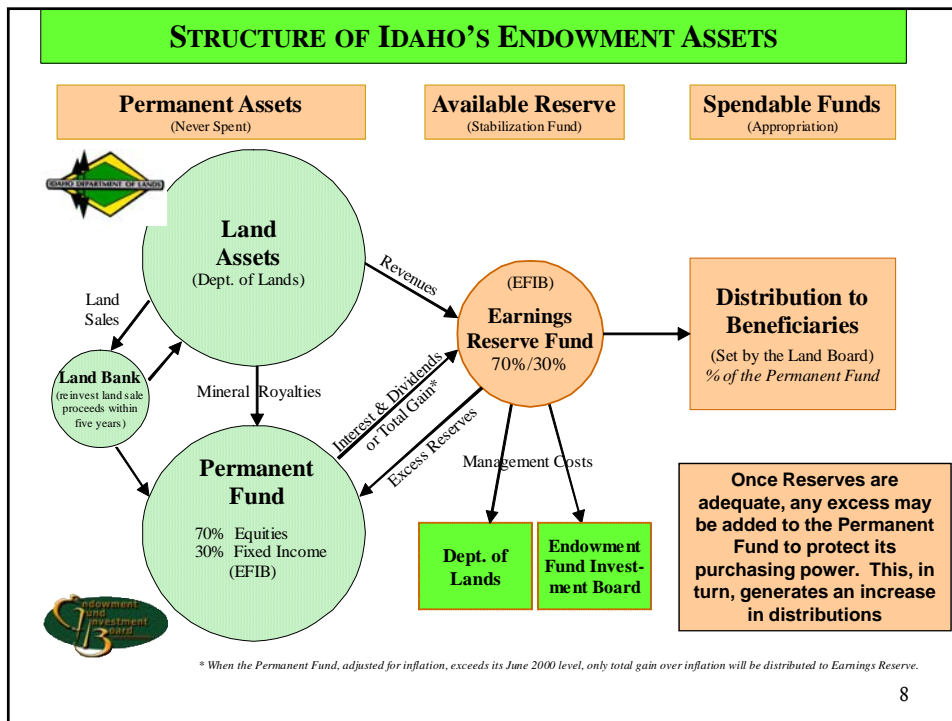 STRUCTURE OF IDAHO'S ENDOWMENT ASSETS
Permanent Assets
(Never Spent)
Available Reserve
(Stabilization Fund)
Spendable Funds
(Appropriation)
IDAHO DEPARTMENT OF LANDS
Land
Assets
(Dept. of Lands)
Revenues
Land
Sales
Land Bank
(reinvest land sale
proceeds within
five years)
Mineral Royalties
(EFIB)
Earnings
Reserve Fund
70%/30%
Distribution to
Beneficiaries
(Set by the Land Board)
% of the Permanent Fund
Interest & Dividends
or Total Gain*
Excess Reserves
Management Costs
Permanent
Fund
70% Equities
30% Fixed Income
(EFIB)
Dept. of
Lands
Endowment
Fund Invest-
ment Board
Once Reserves are
adequate, any excess may
be added to the Permanent
Fund to protect its
purchasing power. This, in
turn, generates an increase
in distributions
Endowment
Fund
Investment
Board
* When the Permanent Fund, adjusted for inflation, exceeds its June 2000 level, only total gain over inflation will be distributed to Earnings Reserve.
8